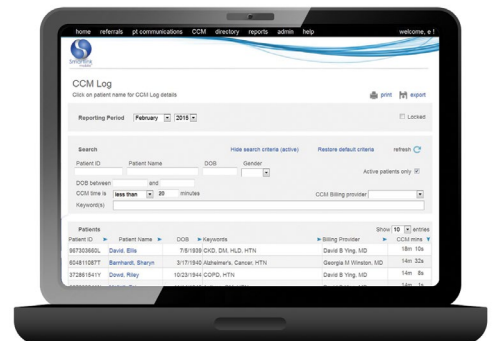 home referrals pt communications CCM directory reports admin help welcome, e !
CCM Log
Click on patient name for CCM Log details
print export
Reporting Period February 2015 Locked
Search Hide search criteria (active) Restore default criteria refresh
Patient ID Patient Name DOB Gender
Active patients only
DOB between and
CCM time is less than 20 minutes CCM Billing provider
Keyword(s)
Patients Show 10 entries
Patient ID Patient Name DOB Keywords Billing Provider CCM mins
David, Ellis 7/5/1936 CKD, DM, HLD, HTN David B Ying, MD 18m 10s
604811087T Barnhardt, Sharyn 3/17/1940 Alzheimer's, Cancer, HTN Georgia M Winston, MD 14m 32s
372861541Y Dowd, Riley 10/23/1944 COPD, HTN David B Ying, MD 14m 8s